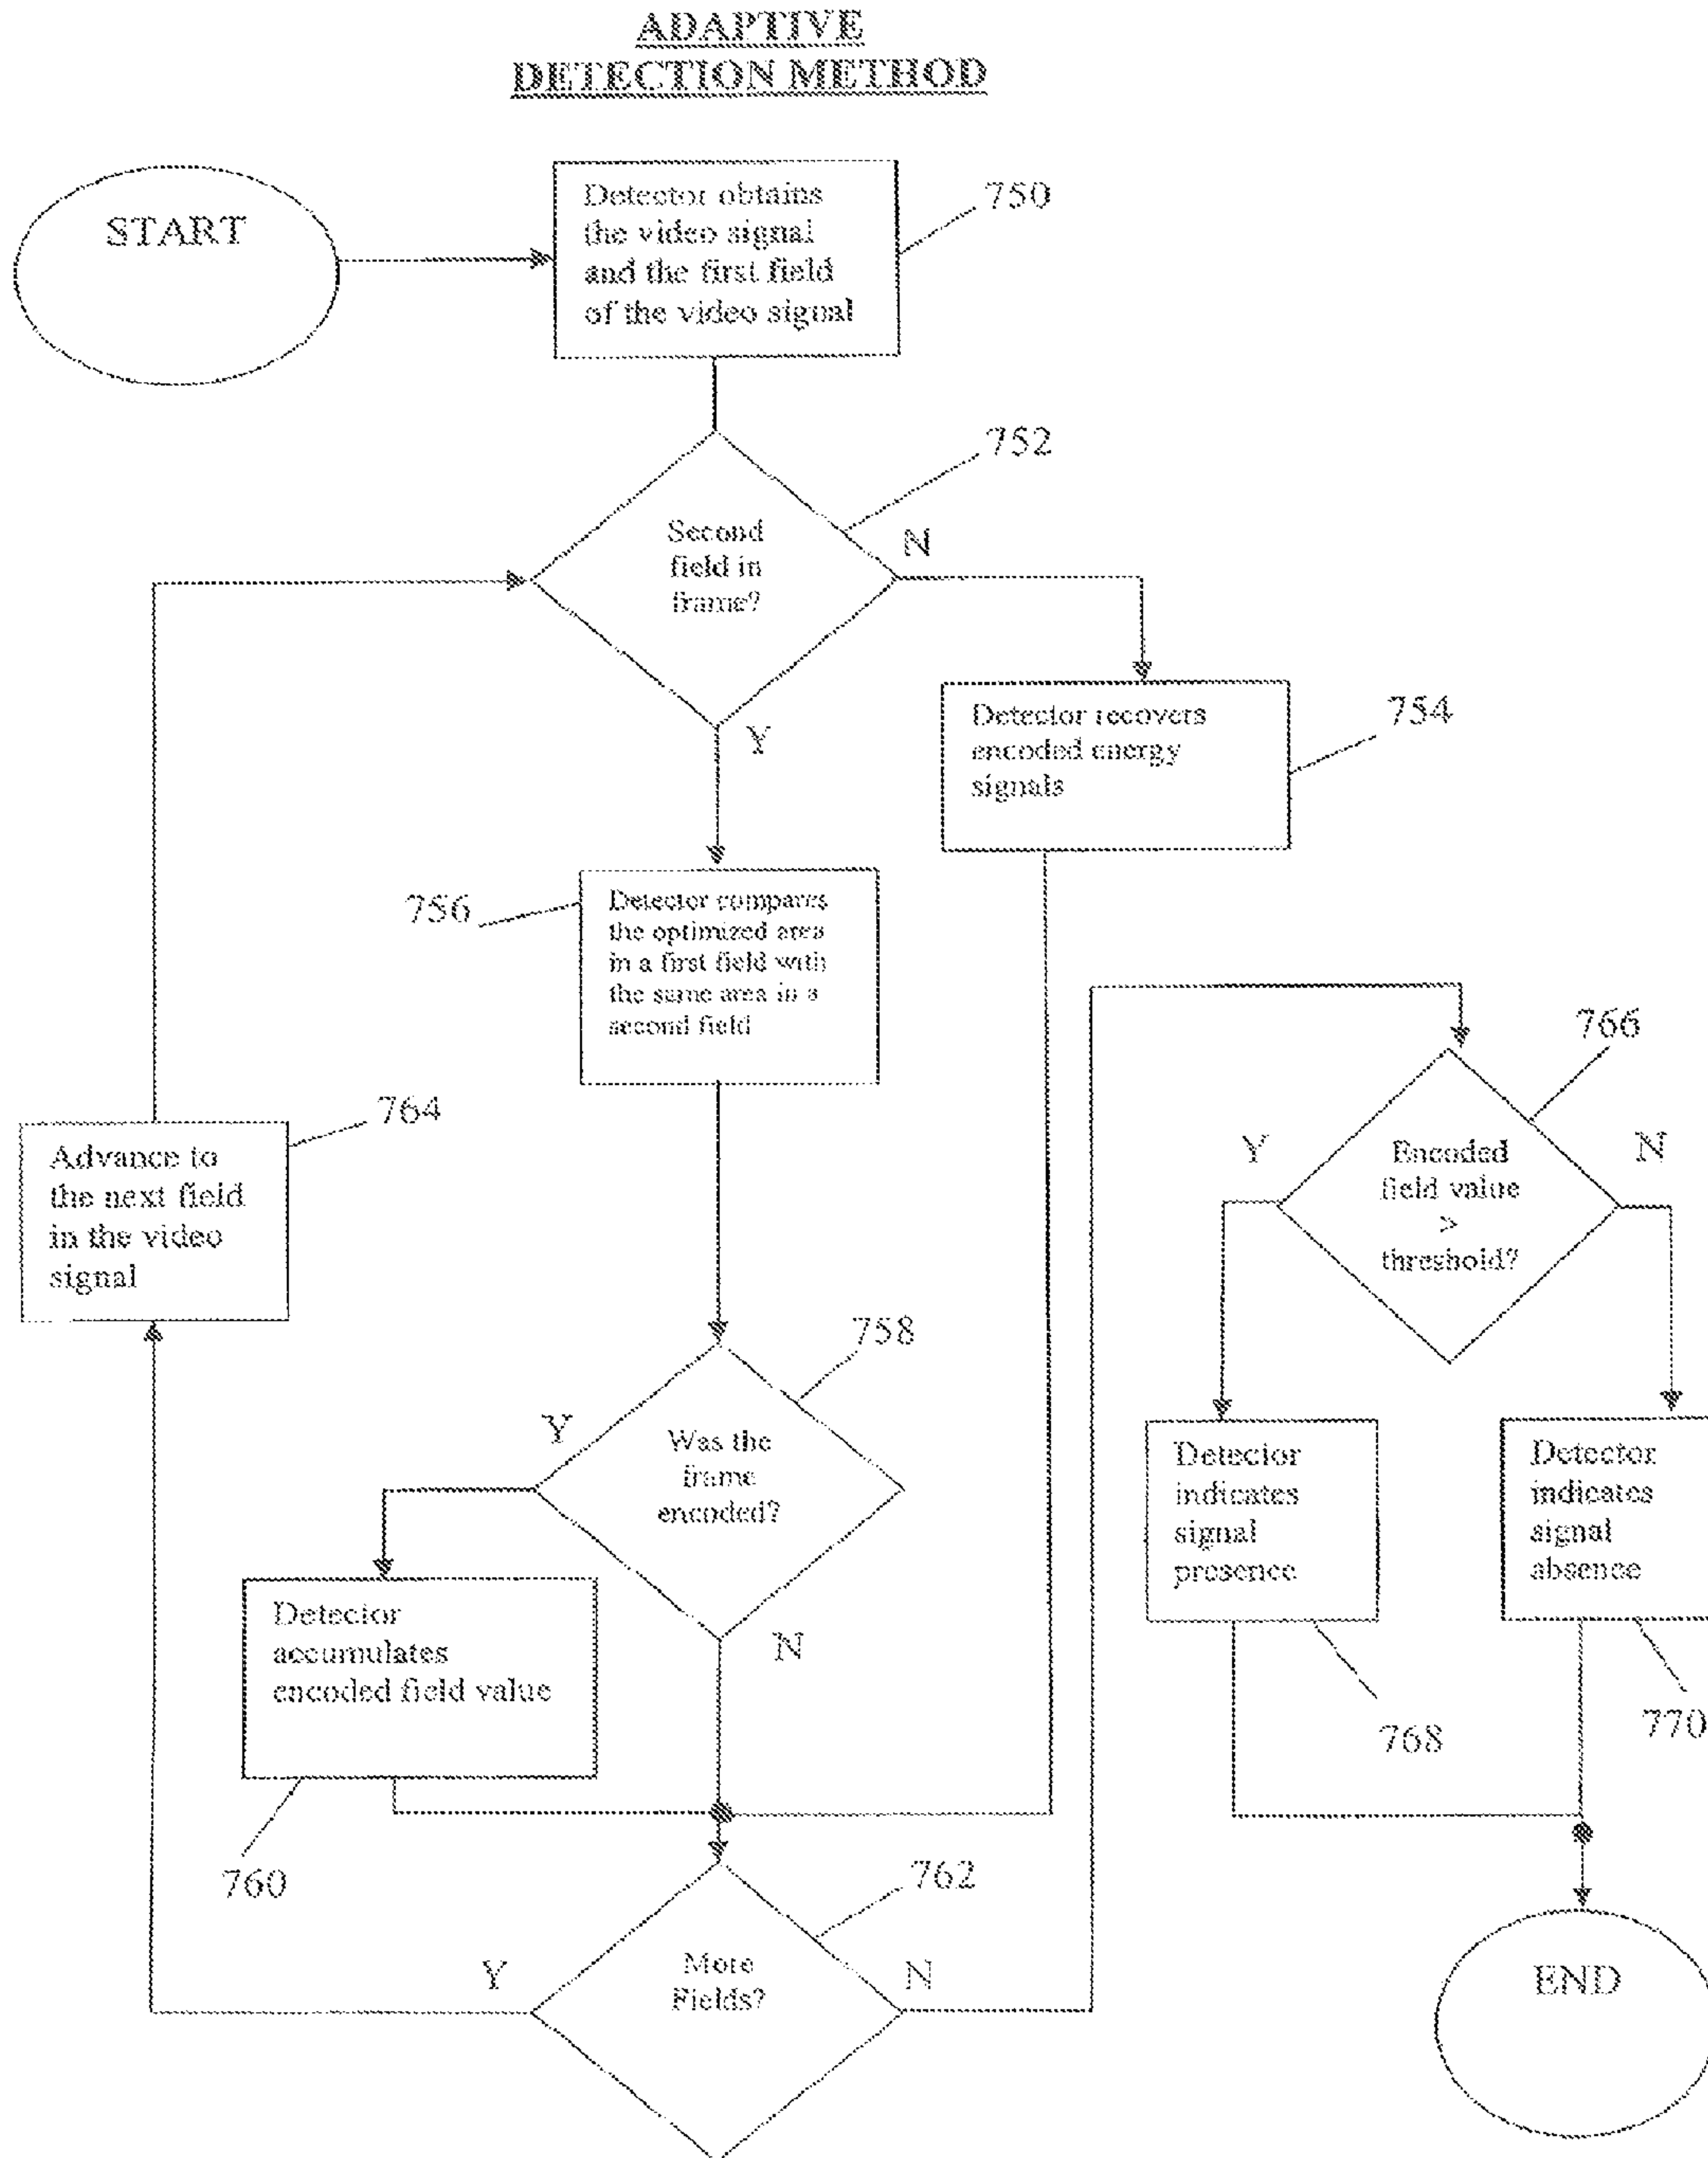 ADAPTIVE
DETECTION METHOD
START
Detector obtains
the video signal
and the first field
of the video signal
750
752
Second
field in
frame?
N
Y
Detector recovers
encoded energy
signals
754
756
Detector compares
the optimized area
in a first field with
the same area in a
second field
764
Advance to
the next field
in the video
signal
766
Y
N
Encoded
field value
>
threshold?
758
Y
Was the
frame
encoded?
N
Detector
indicates
signal
presence
Detector
indicates
signal
absence
Detector
accumulates
encoded field value
768
770
760
762
Y
More
Fields?
N
END